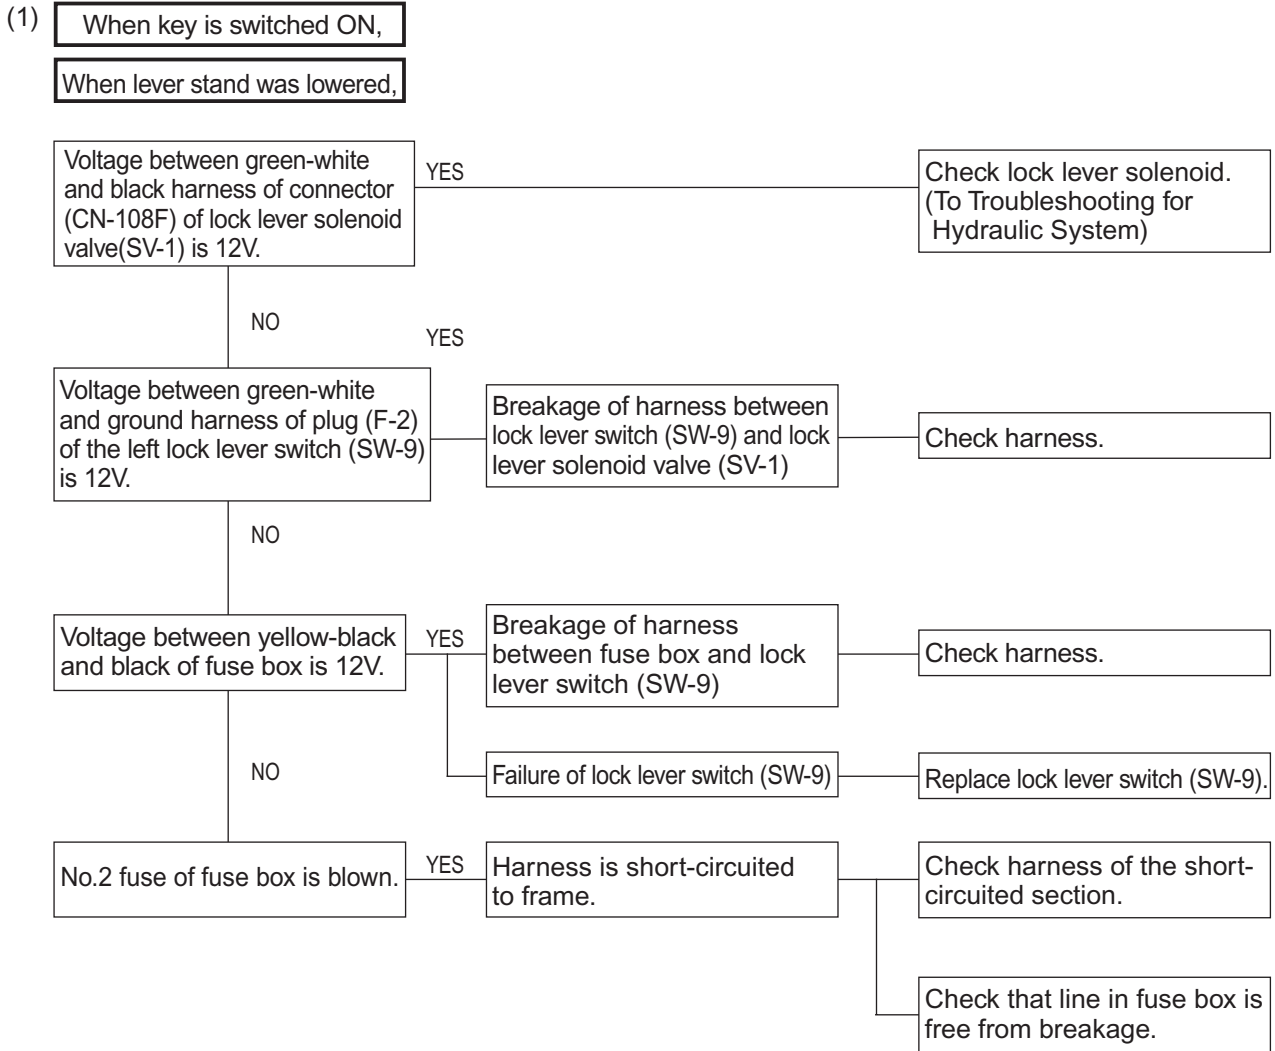 (1)
When key is switched ON,
When lever stand was lowered,
Voltage between green-white
and black harness of connector
(CN-108F) of lock lever solenoid
valve(SV-1) is 12V.
YES
Check lock lever solenoid.
(To Troubleshooting for
Hydraulic System)
NO
YES
Voltage between green-white
and ground harness of plug (F-2)
of the left lock lever switch (SW-9)
is 12V.
Breakage of harness between
lock lever switch (SW-9) and lock
lever solenoid valve (SV-1)
Check harness.
NO
Voltage between yellow-black
and black of fuse box is 12V.
YES
Breakage of harness
between fuse box and lock
lever switch (SW-9)
Check harness.
NO
Failure of lock lever switch (SW-9)
Replace lock lever switch (SW-9).
No.2 fuse of fuse box is blown.
YES
Harness is short-circuited
to frame.
Check harness of the short-
circuited section.
Check that line in fuse box is
free from breakage.